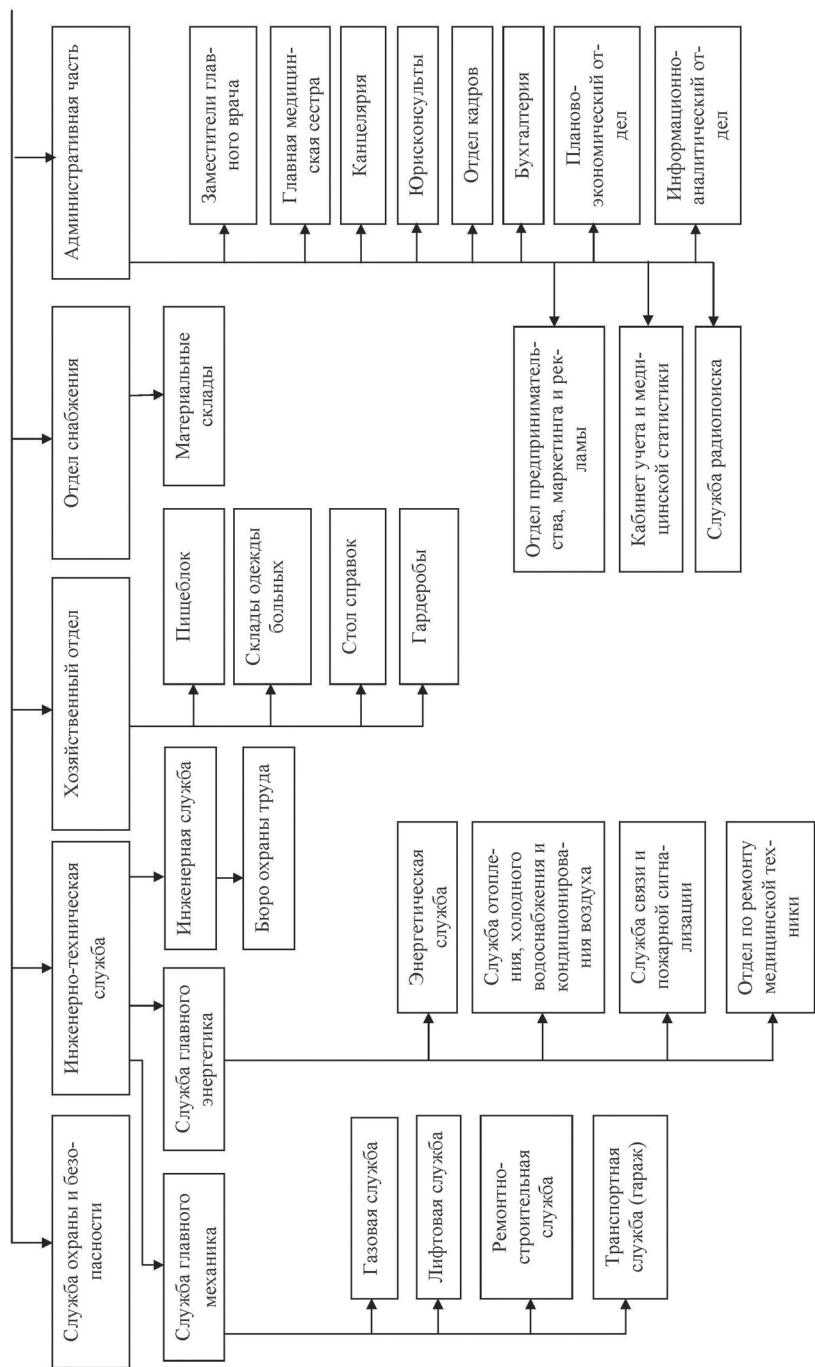 Служба охраны и безо-
пасности
Инженерно-техническая
служба
Хозяйственный отдел
Отдел снабжения
Административная часть
Служба главного
механика
Служба главного
энергетика
Инженерная служба
Бюро охраны труда
Газовая служба
Лифтовая служба
Ремонтно-
строительная
служба
Транспортная
служба (гараж)
Энергетическая
служба
Служба отопле-
ния, холодного
водоснабжения и
кондиционирова-
ния воздуха
Служба связи и
пожарной сигна-
лизации
Отдел по ремонту
медицинской тех-
ники
Пищеблок
Склады одежды
больных
Стол справок
Гардеробы
Материальные
склады
Заместители глав-
ного врача
Главная медицин-
ская сестра
Канцелярия
Юрисконсульты
Отдел кадров
Бухгалтерия
Планово-
экономический от-
дел
Информационно-
аналитический от-
дел
Отдел предприниматель-
ства, маркетинга и рек-
ламы
Кабинет учета и меди-
цинской статистики
Служба радиопоиска